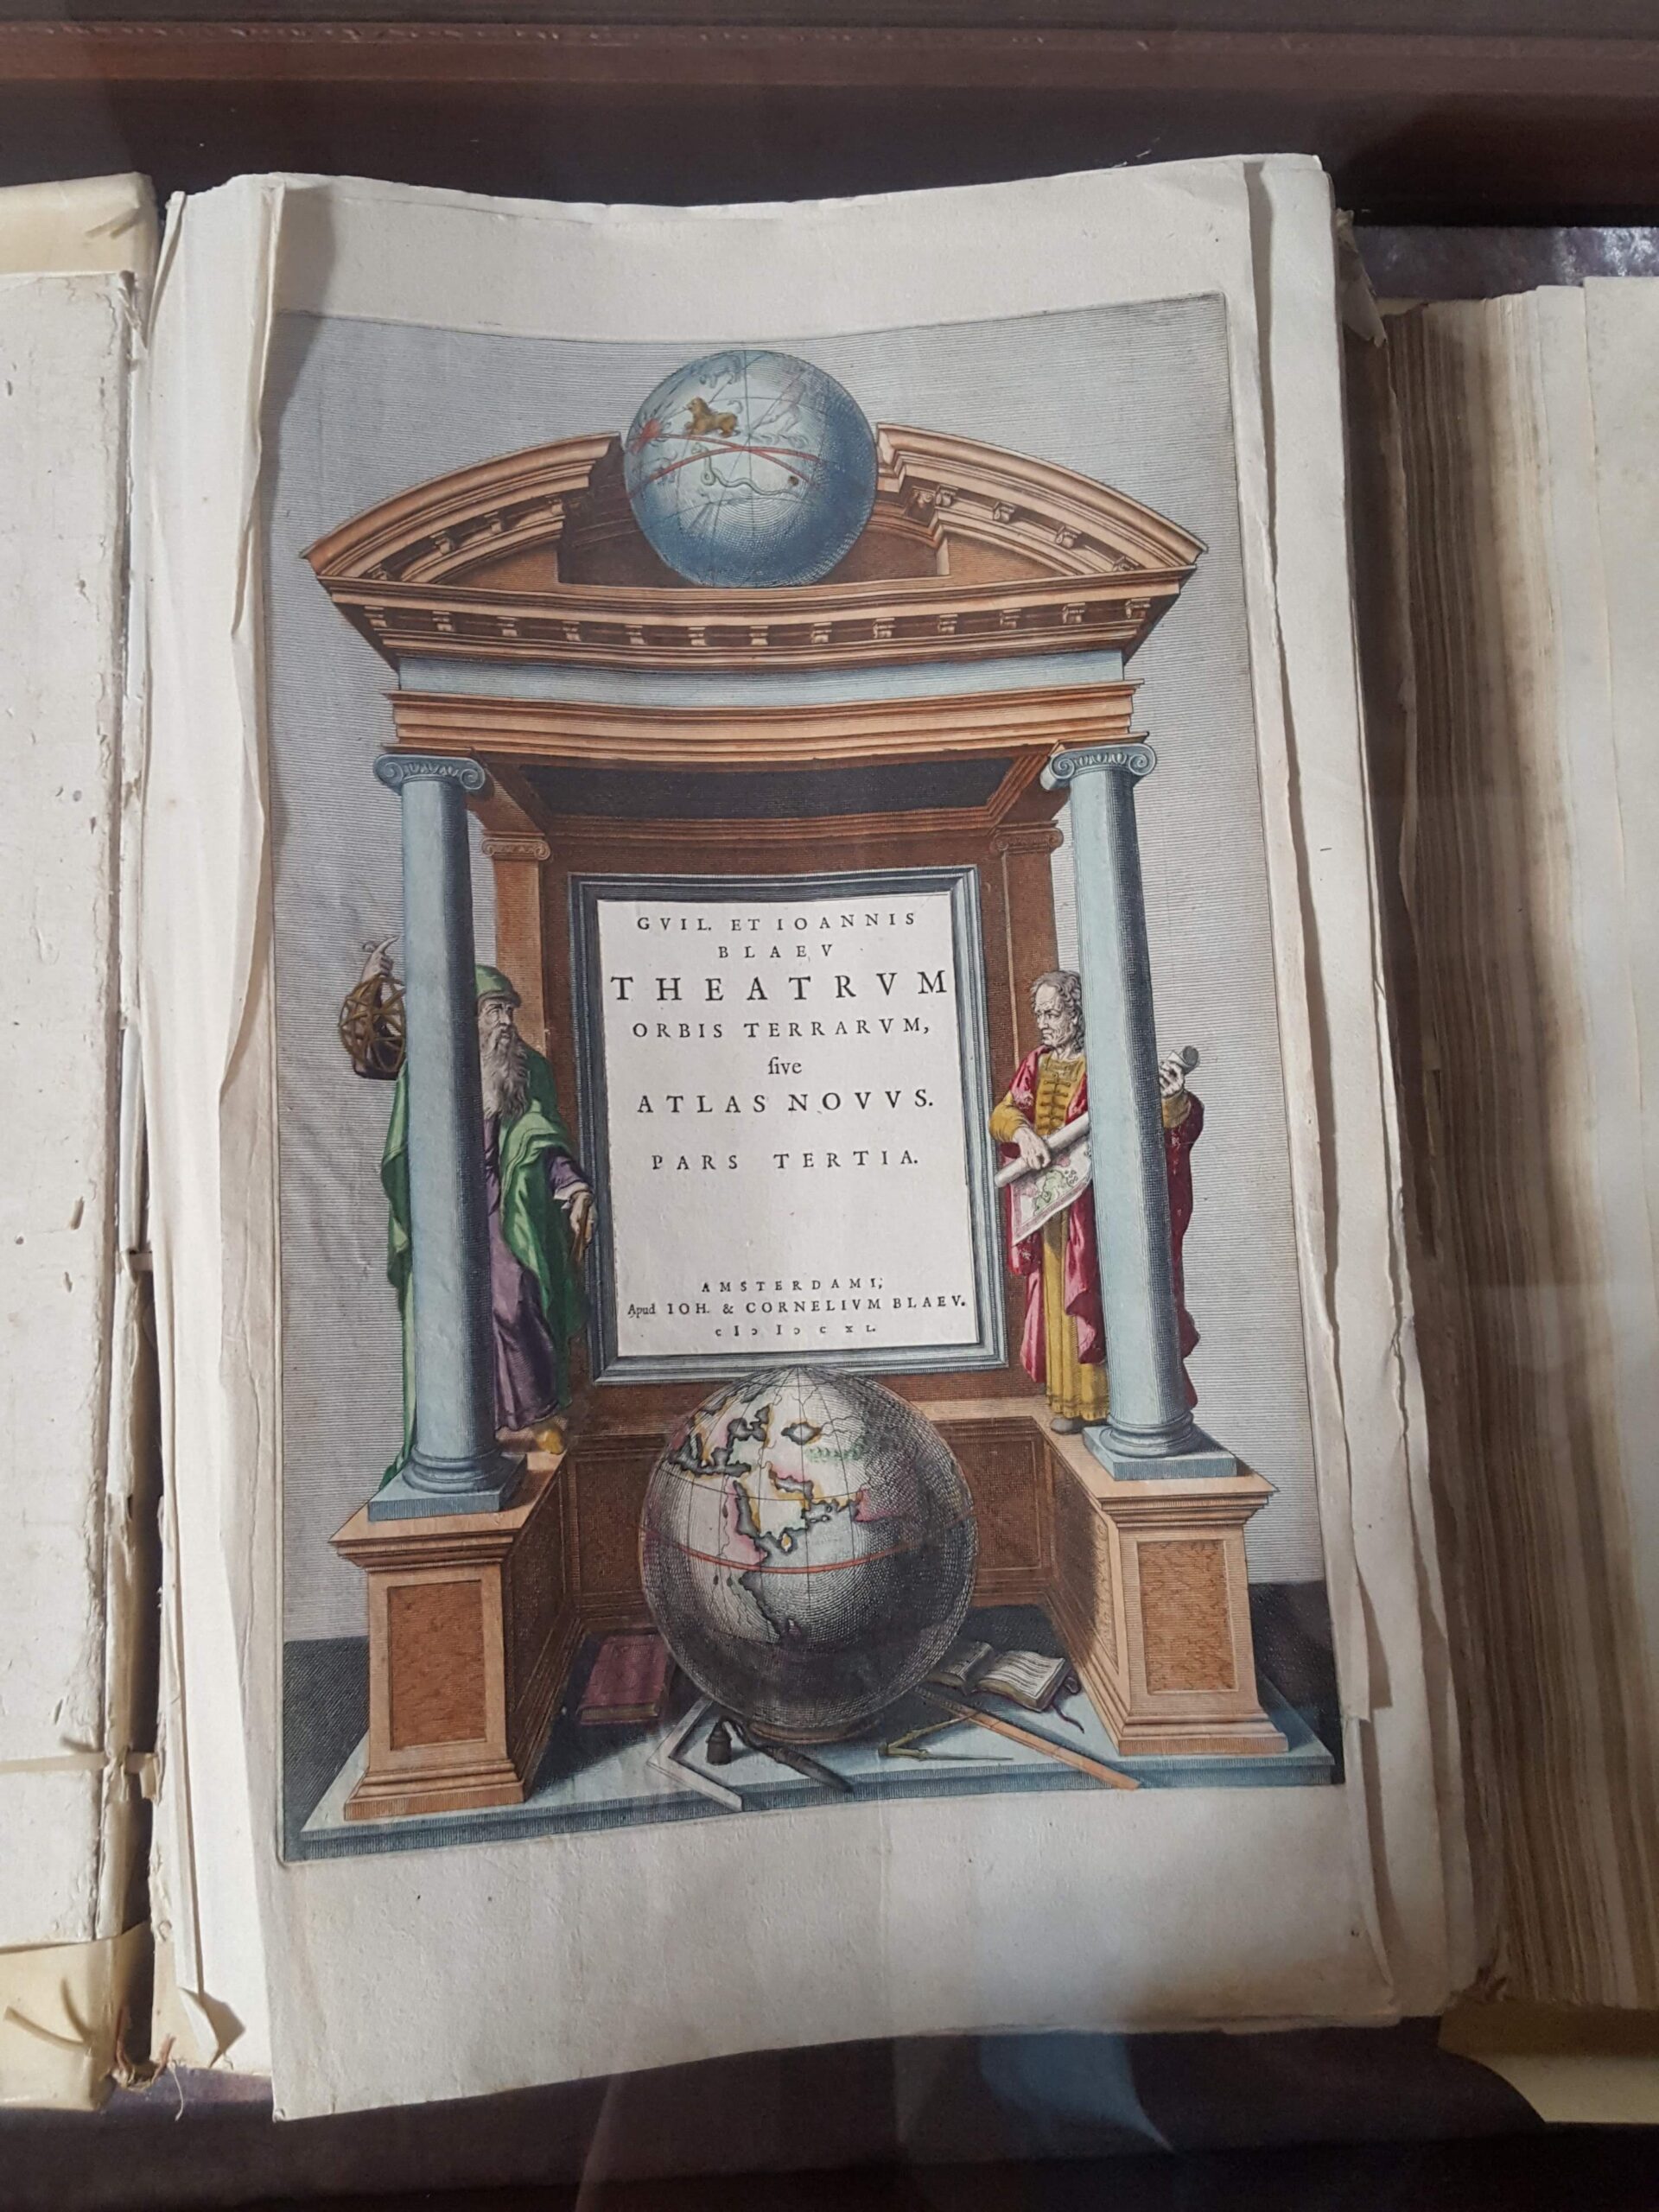 GVIL. ET IOANNIS
BLAEV
THEATRVM
ORBIS TERRARVM,
ſive
ATLAS NOVVS.
PARS TERTIA.
AMSTERDAMI,
Apud IOH. & CORNELIVM BLAEV.
cIↄ Iↄ c XL.